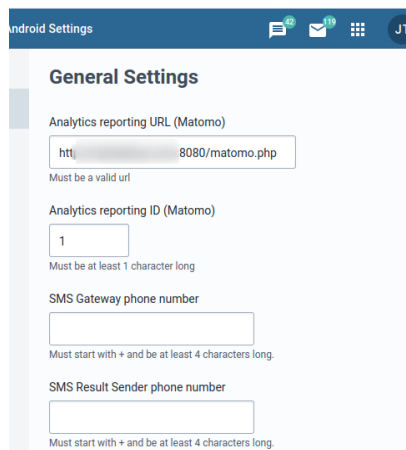 Android Settings
42
119
JT
General Settings
Analytics reporting URL (Matomo)
8080/matomo.php
Must be a valid url
Analytics reporting ID (Matomo)
1
Must be at least 1 character long
SMS Gateway phone number
Must start with + and be at least 4 characters long.
SMS Result Sender phone number
Must start with + and be at least 4 characters long.